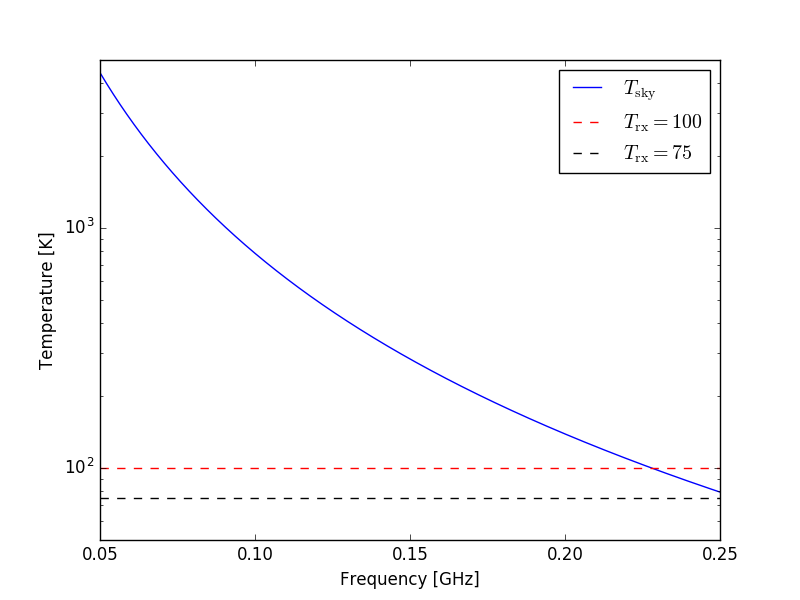 T_sky
T_rx = 100
T_rx = 75
10^3
10^2
Temperature [K]
0.05 0.10 0.15 0.20 0.25
Frequency [GHz]